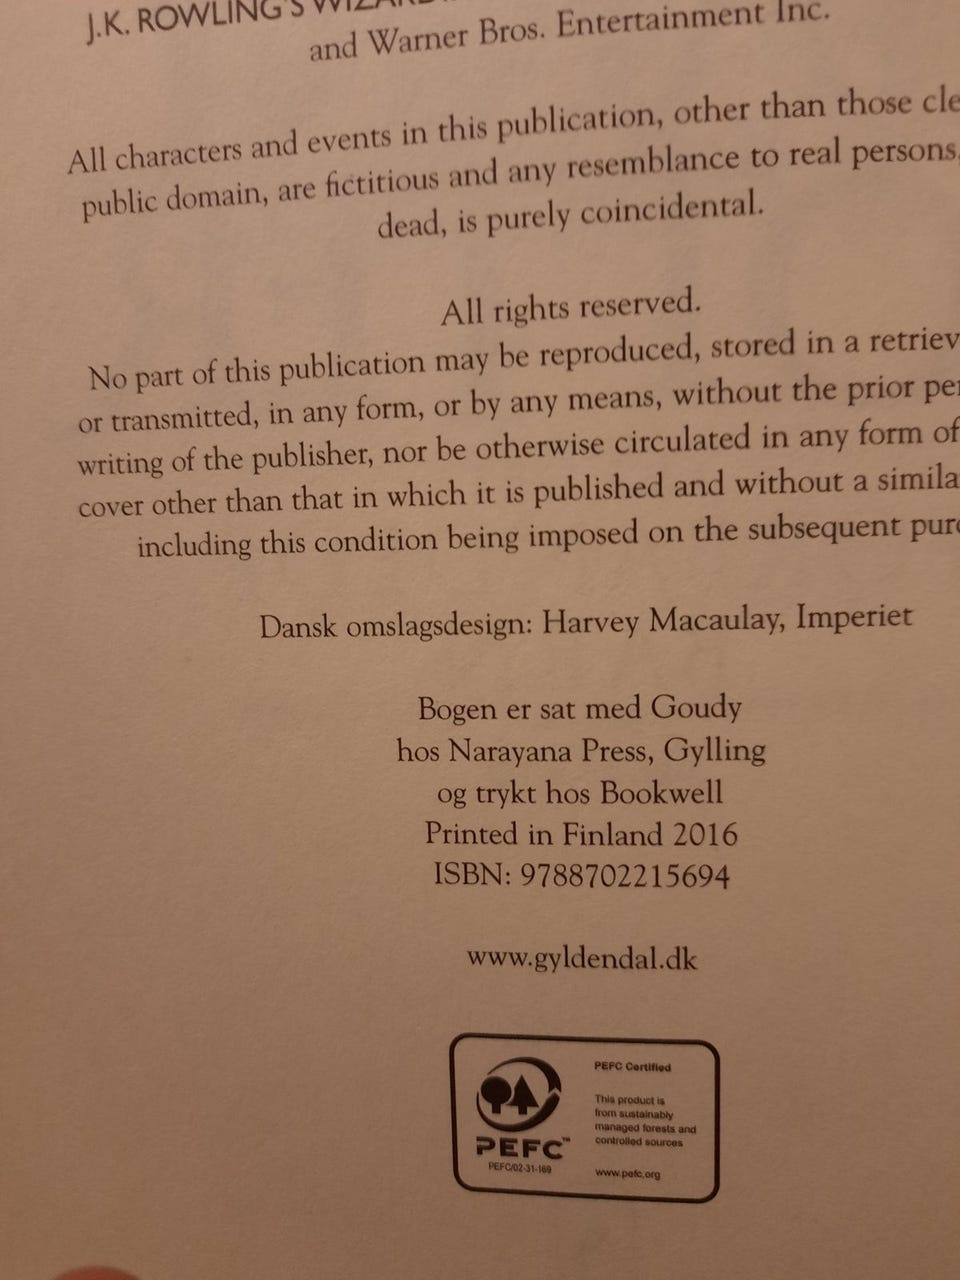 J.K. ROWLING'S
and Warner Bros. Entertainment Inc.
All characters and events in this publication, other than those
public domain, are fictitious and any resemblance to real persons,
dead, is purely coincidental.
All rights reserved.
No part of this publication may be reproduced, stored in a
or transmitted, in any form, or by any means, without the prior
writing of the publisher, nor be otherwise circulated in any form of
cover other than that in which it is published and without a
including this condition being imposed on the subsequent
Dansk omslagsdesign: Harvey Macaulay, Imperiet
Bogen er sat med Goudy
hos Narayana Press, Gylling
og trykt hos Bookwell
Printed in Finland 2016
ISBN: 9788702215694
www.gyldendal.dk
PEFC Certified
This product is
from sustainably
managed forests and
controlled sources
www.pefc.org
PEFC™
PEFC/02-31-169